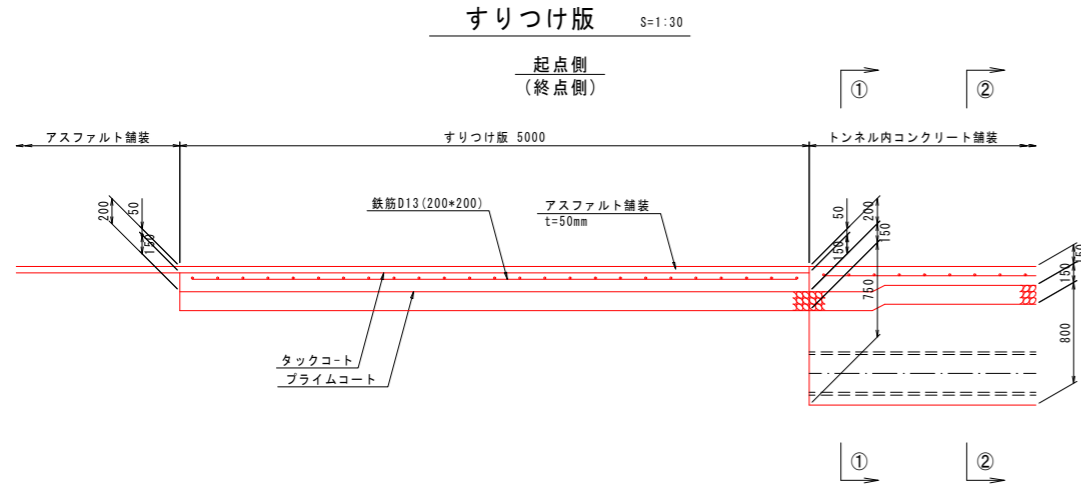 すりつけ版 S=1:30
起点側
(終点側)
① ②
アスファルト舗装 すりつけ版 5000 トンネル内コンクリート舗装
200 50 150
鉄筋D13(200*200)
アスファルト舗装
t=50mm
50 200 150 150 750
50 150 800
タックコート
プライムコート
① ②